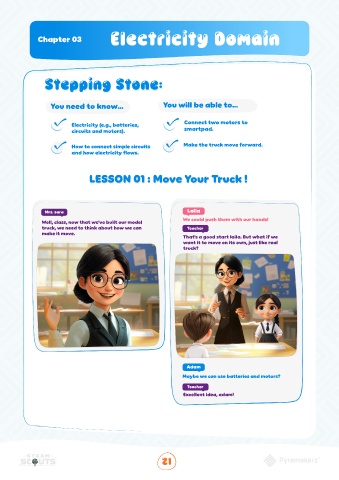 Chapter 03
Electricity Domain
Stepping Stone:
You need to know...
Electricity (e.g., batteries,
circuits and motors).
How to connect simple circuits
and how electricity flows.
You will be able to...
Connect two motors to
smartpad.
Make the truck move forward.
LESSON 01 : Move Your Truck !
Mrs. sara
Well, class, now that we've built our model
truck, we need to think about how we can
make it move.
Laila
We could push them with our hands!
Teacher
That's a good start laila. But what if we
want it to move on its own, just like real
truck?
Adam
Maybe we can use batteries and motors?
Teacher
Excellent idea, adam!
STEAM
SCOUTS
21
Pyramakerz